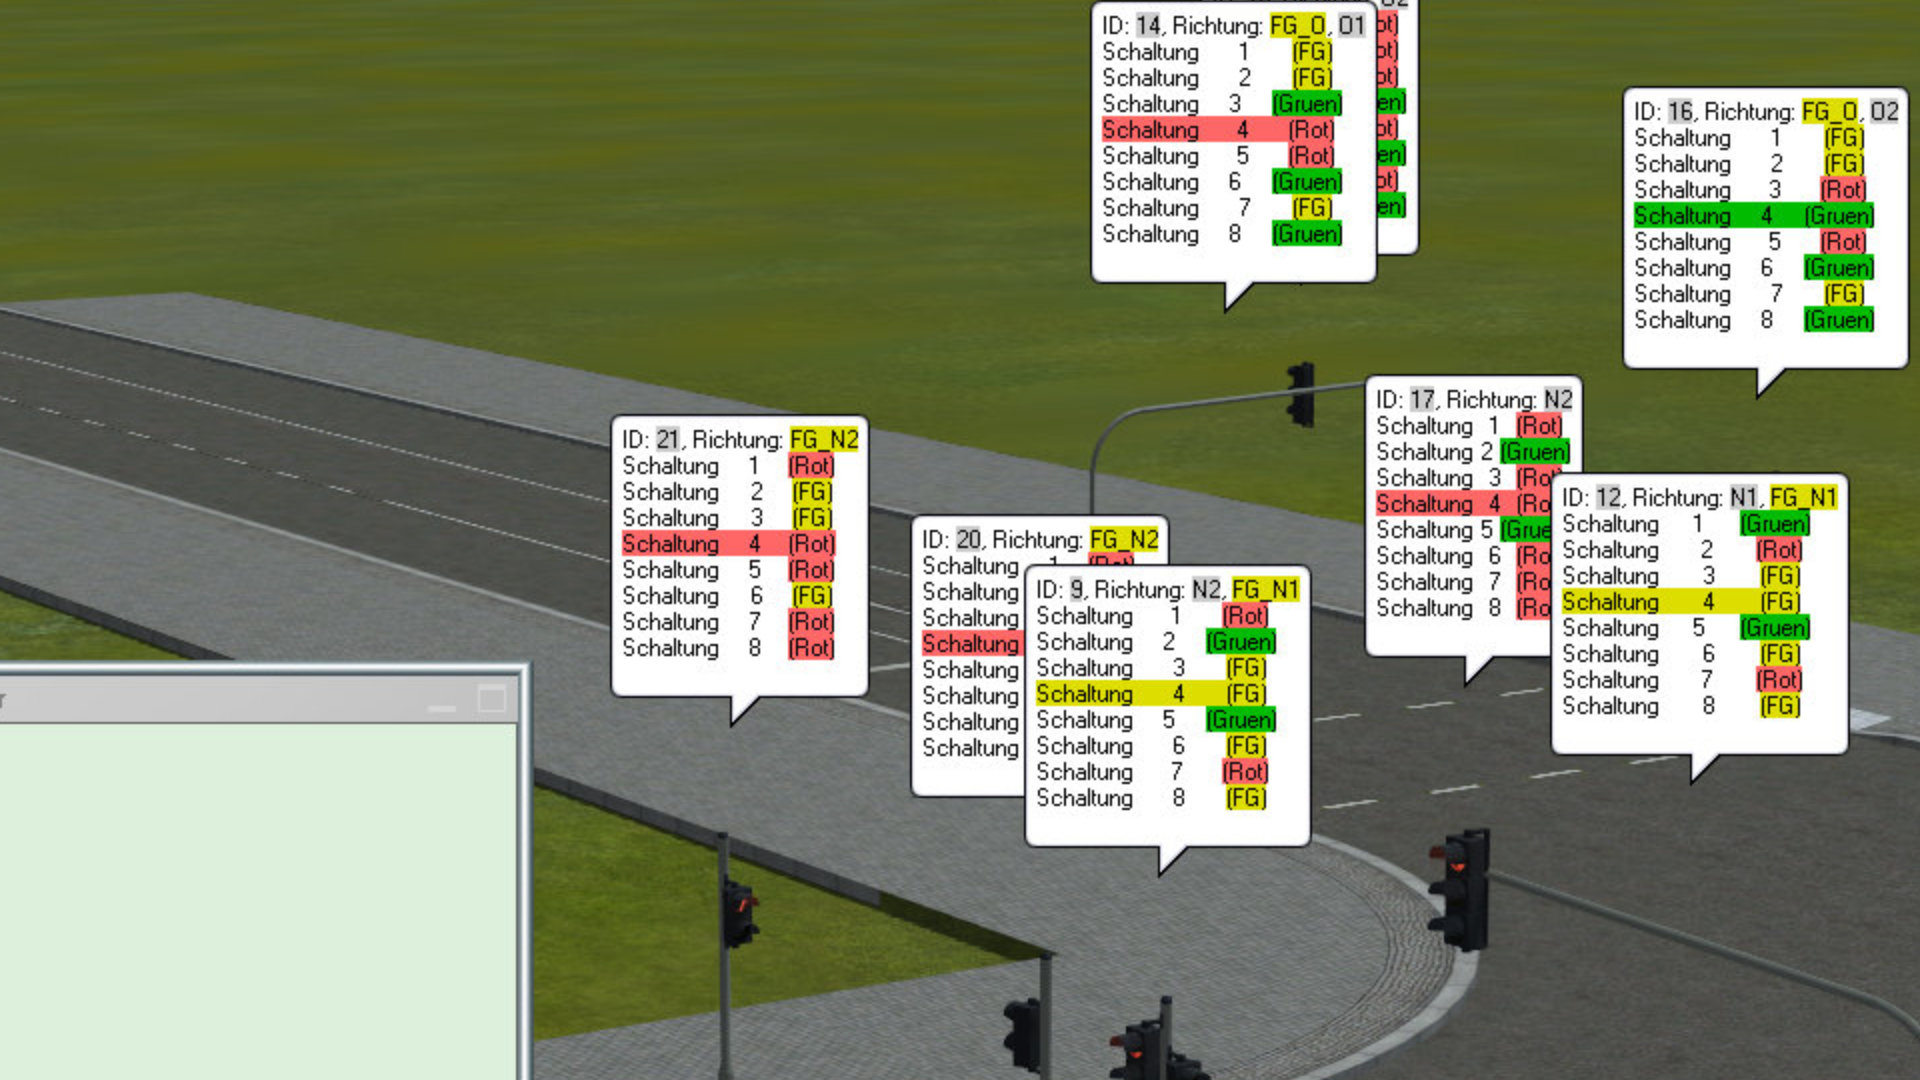 ID: 14, Richtung: FG_O, O1
Schaltung 1 (FG)
Schaltung 2 (FG)
Schaltung 3 (Gruen)
Schaltung 4 (Rot)
Schaltung 5 (Rot)
Schaltung 6 (Gruen)
Schaltung 7 (FG)
Schaltung 8 (Gruen)
ID: 16, Richtung: FG_O, O2
Schaltung 1 (FG)
Schaltung 2 (FG)
Schaltung 3 (Rot)
Schaltung 4 (Gruen)
Schaltung 5 (Rot)
Schaltung 6 (Gruen)
Schaltung 7 (FG)
Schaltung 8 (Gruen)
ID: 17, Richtung: N2
Schaltung 1 (Rot)
Schaltung 2 (Gruen)
Schaltung 3 (Ro
Schaltung 4 (Ro
Schaltung 5 (Grue
Schaltung 6 (Ro
Schaltung 7 (Ro
Schaltung 8 (Ro
ID: 21, Richtung: FG_N2
Schaltung 1 (Rot)
Schaltung 2 (FG)
Schaltung 3 (FG)
Schaltung 4 (Rot)
Schaltung 5 (Rot)
Schaltung 6 (FG)
Schaltung 7 (Rot)
Schaltung 8 (Rot)
ID: 12, Richtung: N1, FG_N1
Schaltung 1 (Gruen)
Schaltung 2 (Rot)
Schaltung 3 (FG)
Schaltung 4 (FG)
Schaltung 5 (Gruen)
Schaltung 6 (FG)
Schaltung 7 (Rot)
Schaltung 8 (FG)
ID: 20, Richtung: FG_N2
Schaltung 1 (Rot)
Schaltung
Schaltung
Schaltung
Schaltung
Schaltung
Schaltung
Schaltung
ID: 9, Richtung: N2, FG_N1
Schaltung 1 (Rot)
Schaltung 2 (Gruen)
Schaltung 3 (FG)
Schaltung 4 (FG)
Schaltung 5 (Gruen)
Schaltung 6 (FG)
Schaltung 7 (Rot)
Schaltung 8 (FG)